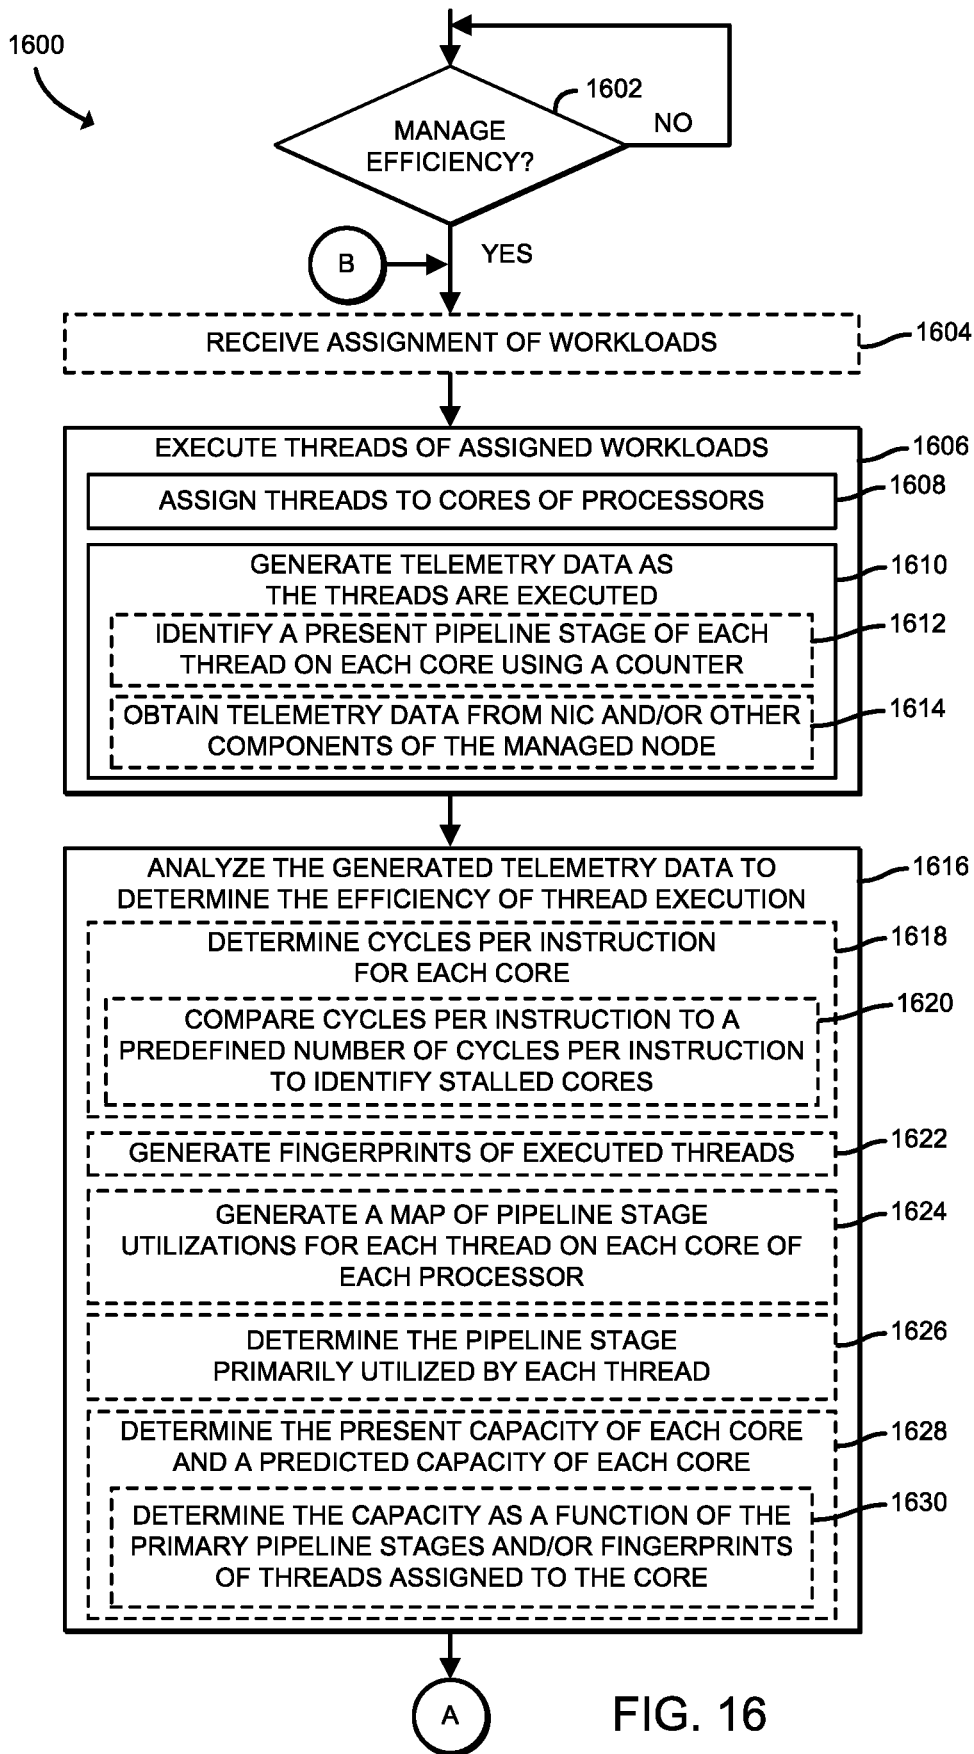 1600
1602
MANAGE
EFFICIENCY?
NO
YES
B
RECEIVE ASSIGNMENT OF WORKLOADS
1604
EXECUTE THREADS OF ASSIGNED WORKLOADS
1606
ASSIGN THREADS TO CORES OF PROCESSORS
1608
GENERATE TELEMETRY DATA AS
THE THREADS ARE EXECUTED
1610
IDENTIFY A PRESENT PIPELINE STAGE OF EACH
THREAD ON EACH CORE USING A COUNTER
1612
OBTAIN TELEMETRY DATA FROM NIC AND/OR OTHER
COMPONENTS OF THE MANAGED NODE
1614
ANALYZE THE GENERATED TELEMETRY DATA TO
DETERMINE THE EFFICIENCY OF THREAD EXECUTION
1616
DETERMINE CYCLES PER INSTRUCTION
FOR EACH CORE
1618
COMPARE CYCLES PER INSTRUCTION TO A
PREDEFINED NUMBER OF CYCLES PER INSTRUCTION
TO IDENTIFY STALLED CORES
1620
GENERATE FINGERPRINTS OF EXECUTED THREADS
1622
GENERATE A MAP OF PIPELINE STAGE
UTILIZATIONS FOR EACH THREAD ON EACH CORE OF
EACH PROCESSOR
1624
DETERMINE THE PIPELINE STAGE
PRIMARILY UTILIZED BY EACH THREAD
1626
DETERMINE THE PRESENT CAPACITY OF EACH CORE
AND A PREDICTED CAPACITY OF EACH CORE
1628
DETERMINE THE CAPACITY AS A FUNCTION OF THE
PRIMARY PIPELINE STAGES AND/OR FINGERPRINTS
OF THREADS ASSIGNED TO THE CORE
1630
A
FIG. 16